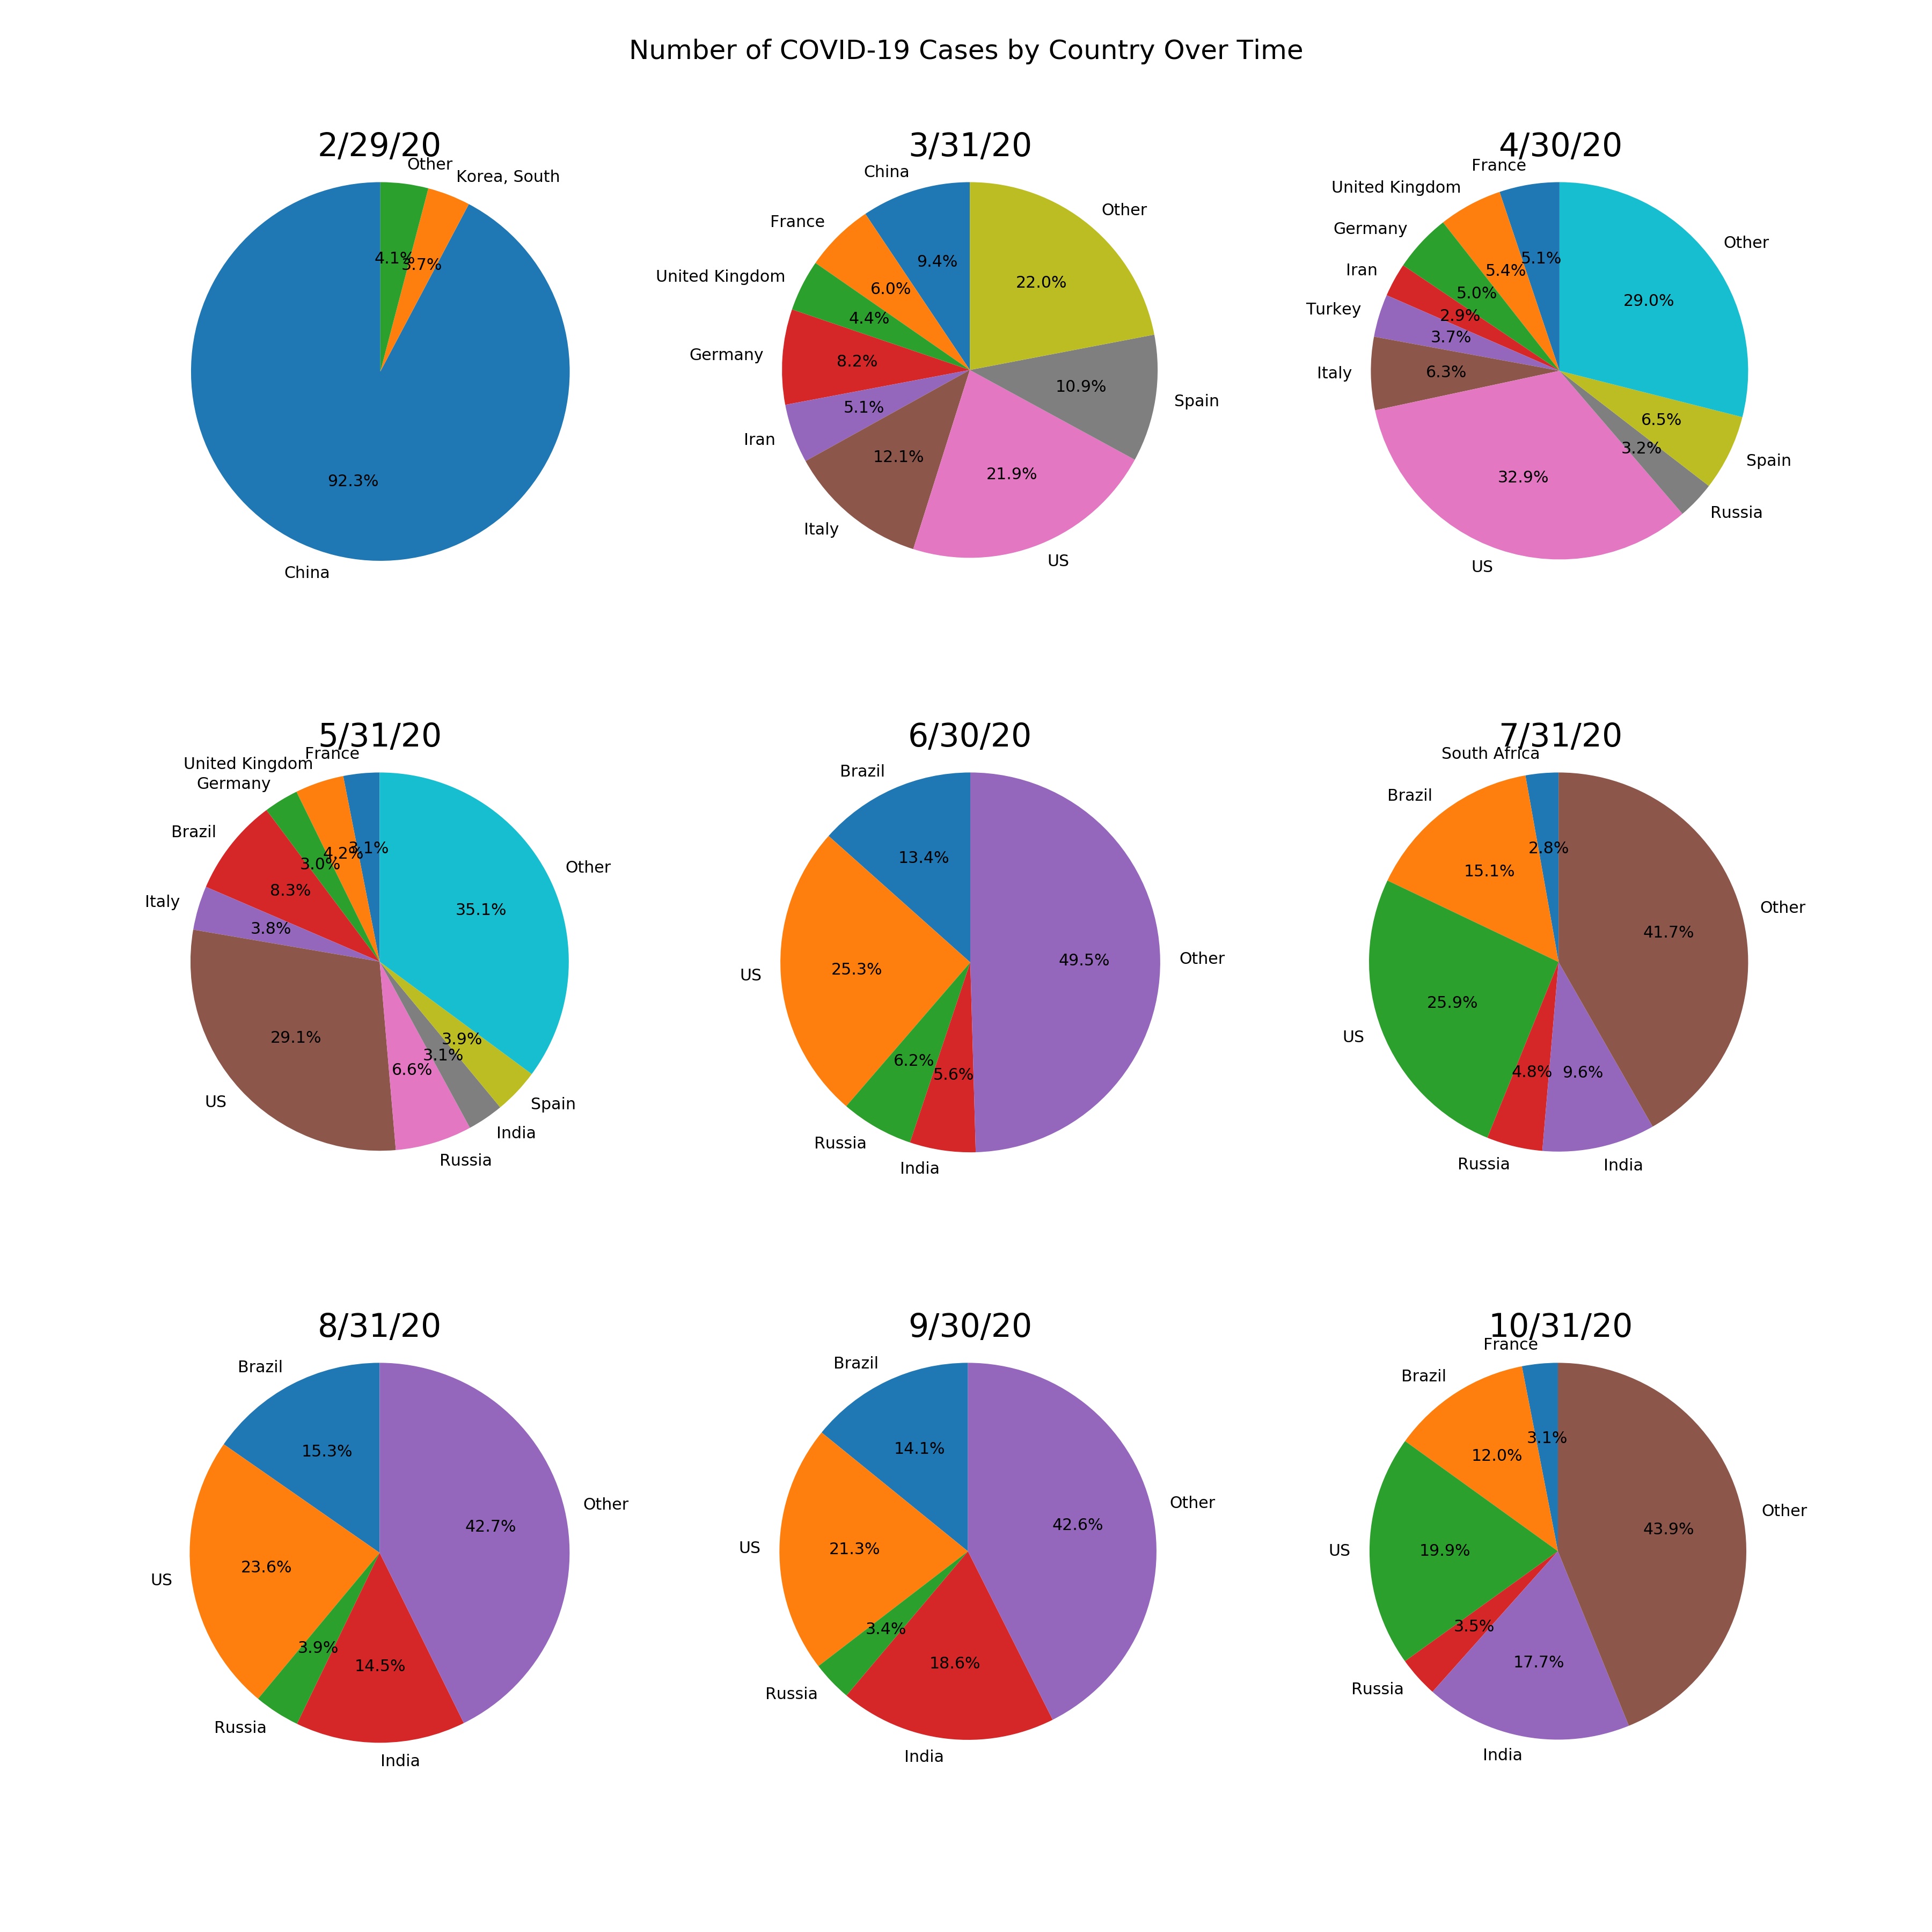 Number of COVID-19 Cases by Country Over Time
2/29/20
Other
Korea, South
4.1%
3.7%
92.3%
China
3/31/20
China
Other
France
United Kingdom
Germany
Iran
Italy
US
Spain
9.4%
22.0%
6.0%
4.4%
8.2%
5.1%
12.1%
21.9%
10.9%
4/30/20
France
United Kingdom
Germany
Iran
Turkey
Italy
US
Russia
Spain
Other
5.1%
5.4%
5.0%
2.9%
3.7%
6.3%
32.9%
3.2%
6.5%
29.0%
5/31/20
France
United Kingdom
Germany
Brazil
Italy
US
Russia
India
Spain
Other
3.1%
4.2%
3.0%
8.3%
3.8%
29.1%
6.6%
3.1%
3.9%
35.1%
6/30/20
Brazil
US
Russia
India
Other
13.4%
25.3%
6.2%
5.6%
49.5%
7/31/20
South Africa
Brazil
US
Russia
India
Other
2.8%
15.1%
25.9%
4.8%
9.6%
41.7%
8/31/20
Brazil
US
Russia
India
Other
15.3%
23.6%
3.9%
14.5%
42.7%
9/30/20
Brazil
US
Russia
India
Other
14.1%
21.3%
3.4%
18.6%
42.6%
10/31/20
France
Brazil
US
Russia
India
Other
3.1%
12.0%
19.9%
3.5%
17.7%
43.9%